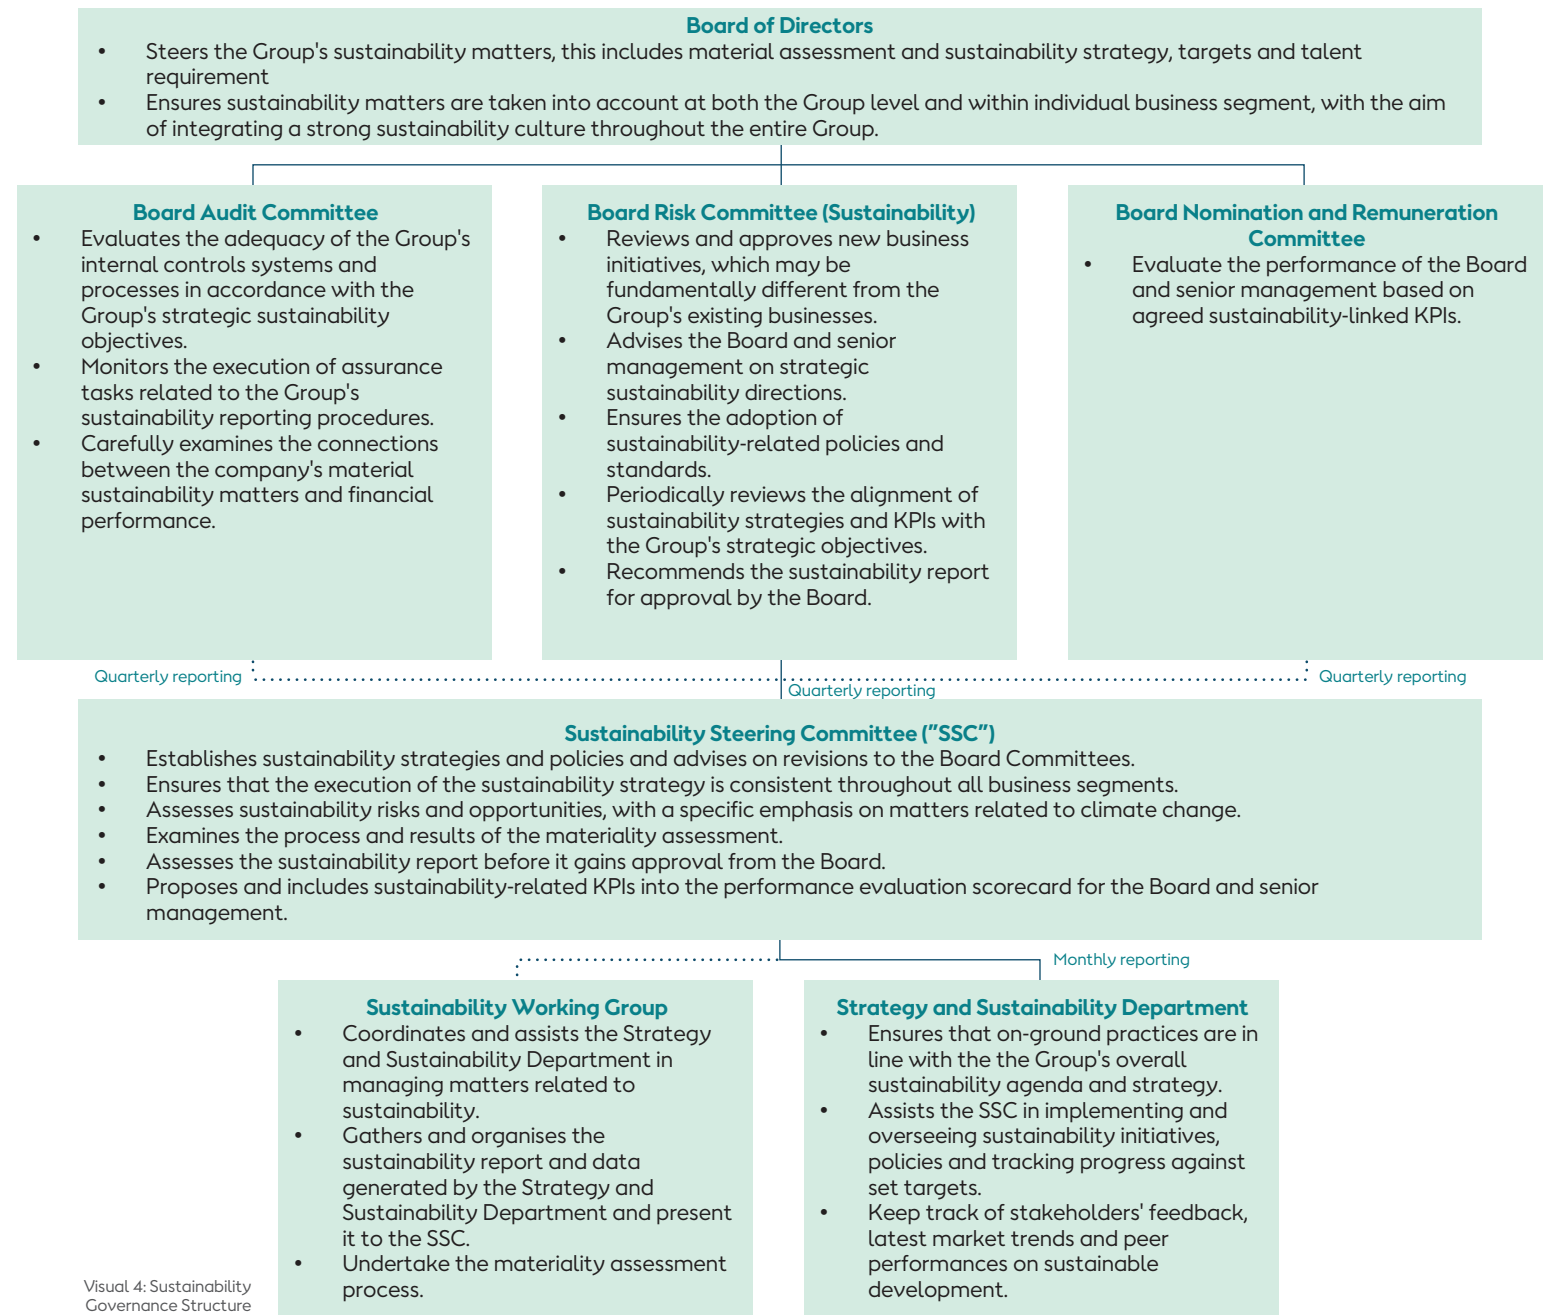 Board of Directors
• Steers the Group's sustainability matters, this includes material assessment and sustainability strategy, targets and talent
requirement
• Ensures sustainability matters are taken into account at both the Group level and within individual business segment, with the aim
of integrating a strong sustainability culture throughout the entire Group.
Board Audit Committee
• Evaluates the adequacy of the Group's
internal controls systems and
processes in accordance with the
Group's strategic sustainability
objectives.
• Monitors the execution of assurance
tasks related to the Group's
sustainability reporting procedures.
• Carefully examines the connections
between the company's material
sustainability matters and financial
performance.
Board Risk Committee (Sustainability)
• Reviews and approves new business
initiatives, which may be
fundamentally different from the
Group's existing businesses.
• Advises the Board and senior
management on strategic
sustainability directions.
• Ensures the adoption of
sustainability-related policies and
standards.
• Periodically reviews the alignment of
sustainability strategies and KPIs with
the Group's strategic objectives.
• Recommends the sustainability report
for approval by the Board.
Board Nomination and Remuneration
Committee
• Evaluate the performance of the Board
and senior management based on
agreed sustainability-linked KPIs.
Quarterly reporting
Quarterly reporting
Quarterly reporting
Sustainability Steering Committee ("SSC")
• Establishes sustainability strategies and policies and advises on revisions to the Board Committees.
• Ensures that the execution of the sustainability strategy is consistent throughout all business segments.
• Assesses sustainability risks and opportunities, with a specific emphasis on matters related to climate change.
• Examines the process and results of the materiality assessment.
• Assesses the sustainability report before it gains approval from the Board.
• Proposes and includes sustainability-related KPIs into the performance evaluation scorecard for the Board and senior
management.
Monthly reporting
Sustainability Working Group
• Coordinates and assists the Strategy
and Sustainability Department in
managing matters related to
sustainability.
• Gathers and organises the
sustainability report and data
generated by the Strategy and
Sustainability Department and present
it to the SSC.
• Undertake the materiality assessment
process.
Strategy and Sustainability Department
• Ensures that on-ground practices are in
line with the the Group's overall
sustainability agenda and strategy.
• Assists the SSC in implementing and
overseeing sustainability initiatives,
policies and tracking progress against
set targets.
• Keep track of stakeholders' feedback,
latest market trends and peer
performances on sustainable
development.
Visual 4: Sustainability
Governance Structure